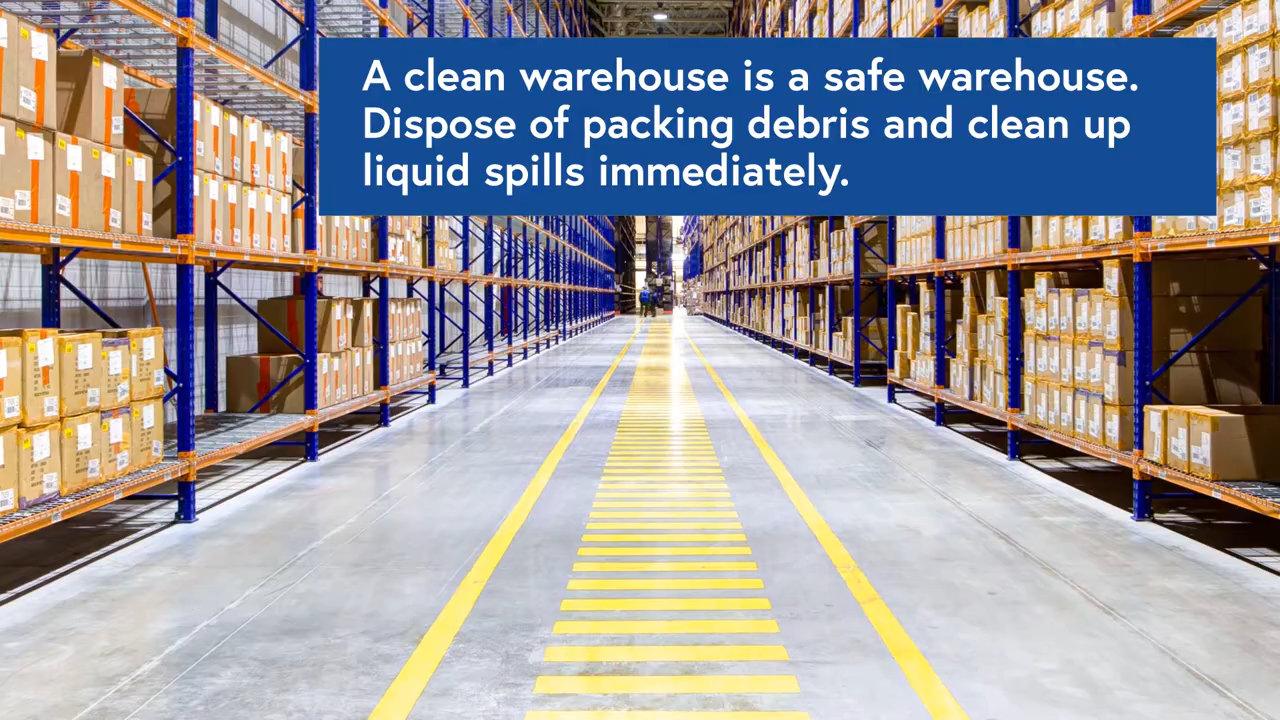 A clean warehouse is a safe warehouse.
Dispose of packing debris and clean up
liquid spills immediately.